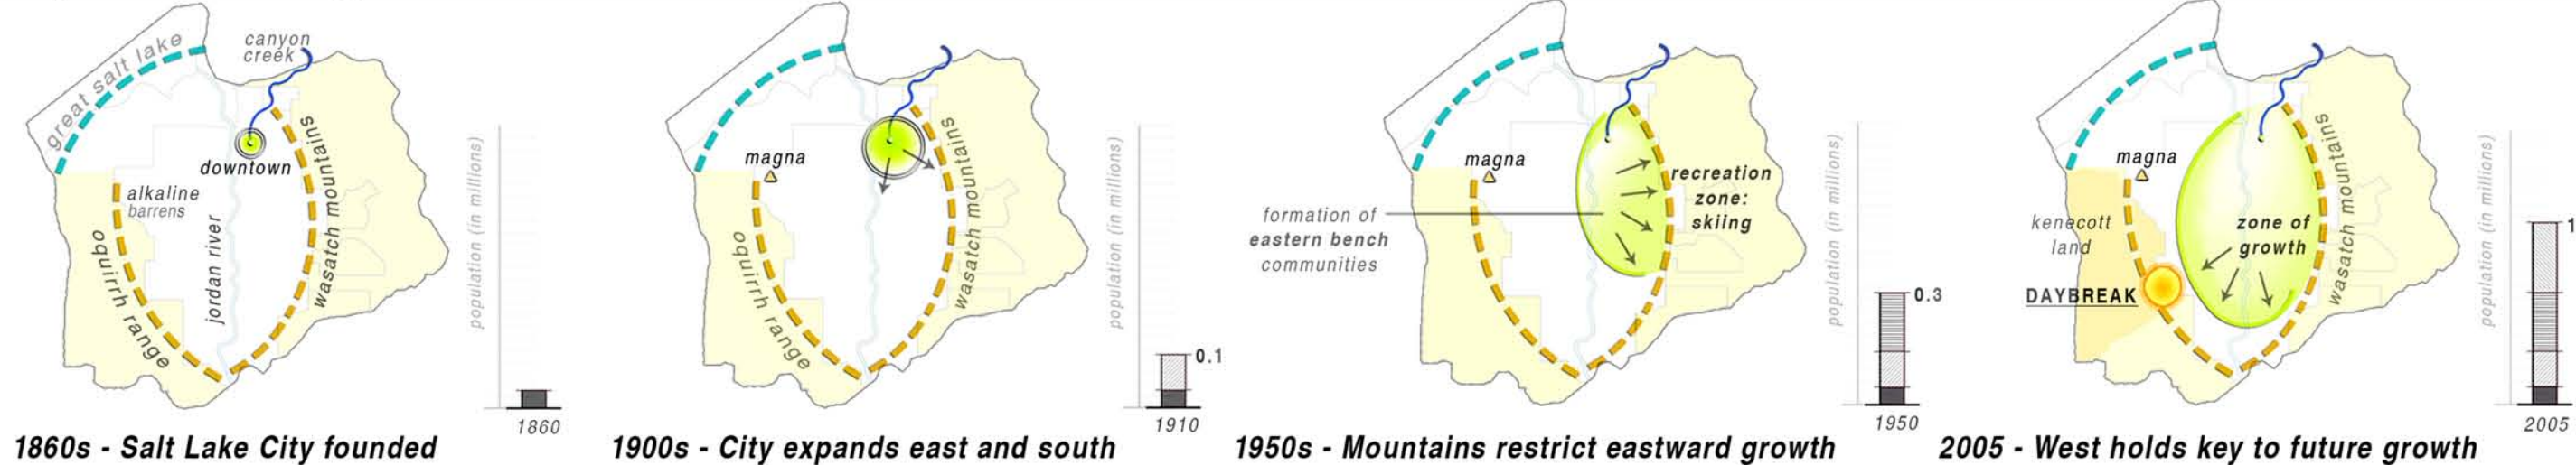 great salt lake
canyon
creek
downtown
alkaline
barrens
oquirrh range
jordan river
wasatch mountains
population (in millions)
1860
1860s - Salt Lake City founded
magna
oquirrh range
wasatch mountains
population (in millions)
0.1
1910
1900s - City expands east and south
magna
recreation
zone:
skiing
formation of
eastern bench
communities
population (in millions)
0.3
1950
1950s - Mountains restrict eastward growth
magna
kenecott
land
DAYBREAK
zone of
growth
wasatch mountains
population (in millions)
1
2005
2005 - West holds key to future growth